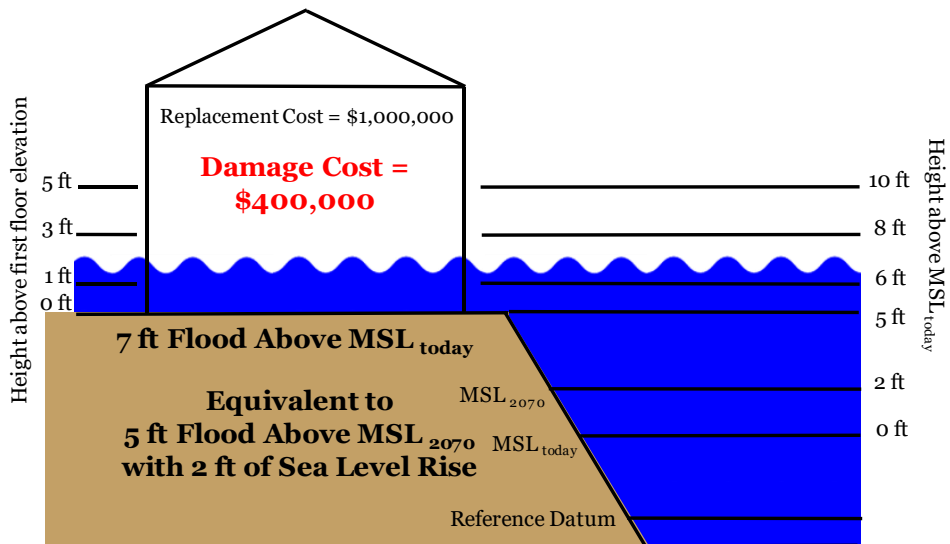 Height above first floor elevation
5 ft
3 ft
1 ft
0 ft
Replacement Cost = $1,000,000
Damage Cost =
$400,000
10 ft
8 ft
6 ft
5 ft
2 ft
0 ft
Height above MSL today
7 ft Flood Above MSL today
Equivalent to
5 ft Flood Above MSL 2070
with 2 ft of Sea Level Rise
MSL 2070
MSL today
Reference Datum